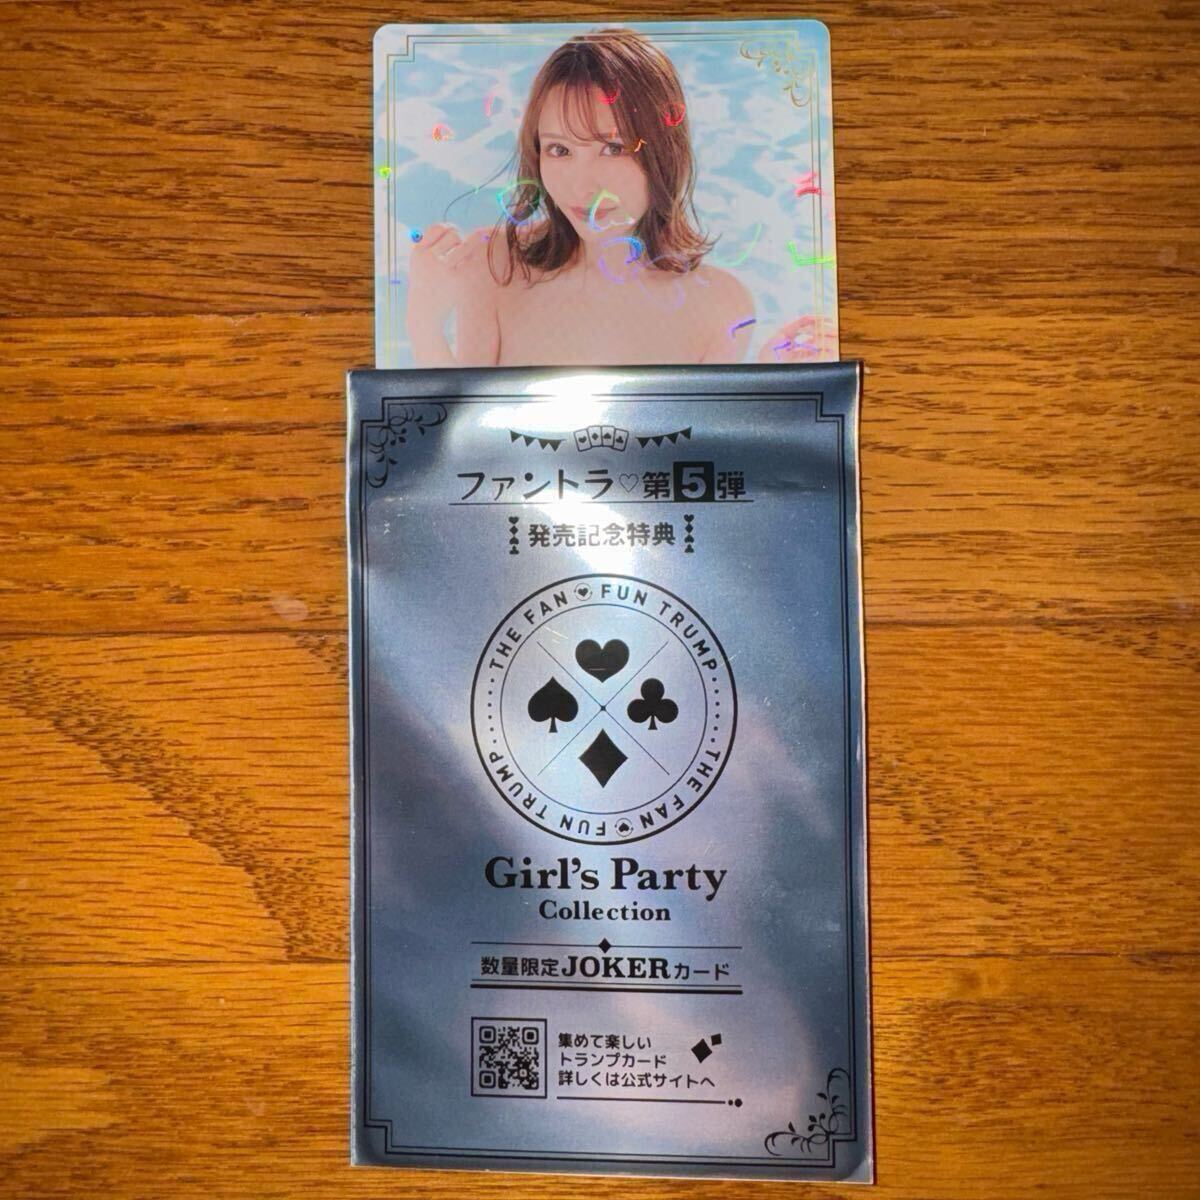 ファントラ♡第5弾
発売記念特典
THE FAN FUN TRUMP
THE FAN FUN TRUMP
Girl's Party
Collection
数量限定JOKERカード
集めて楽しい
トランプカード
詳しくは公式サイトへ